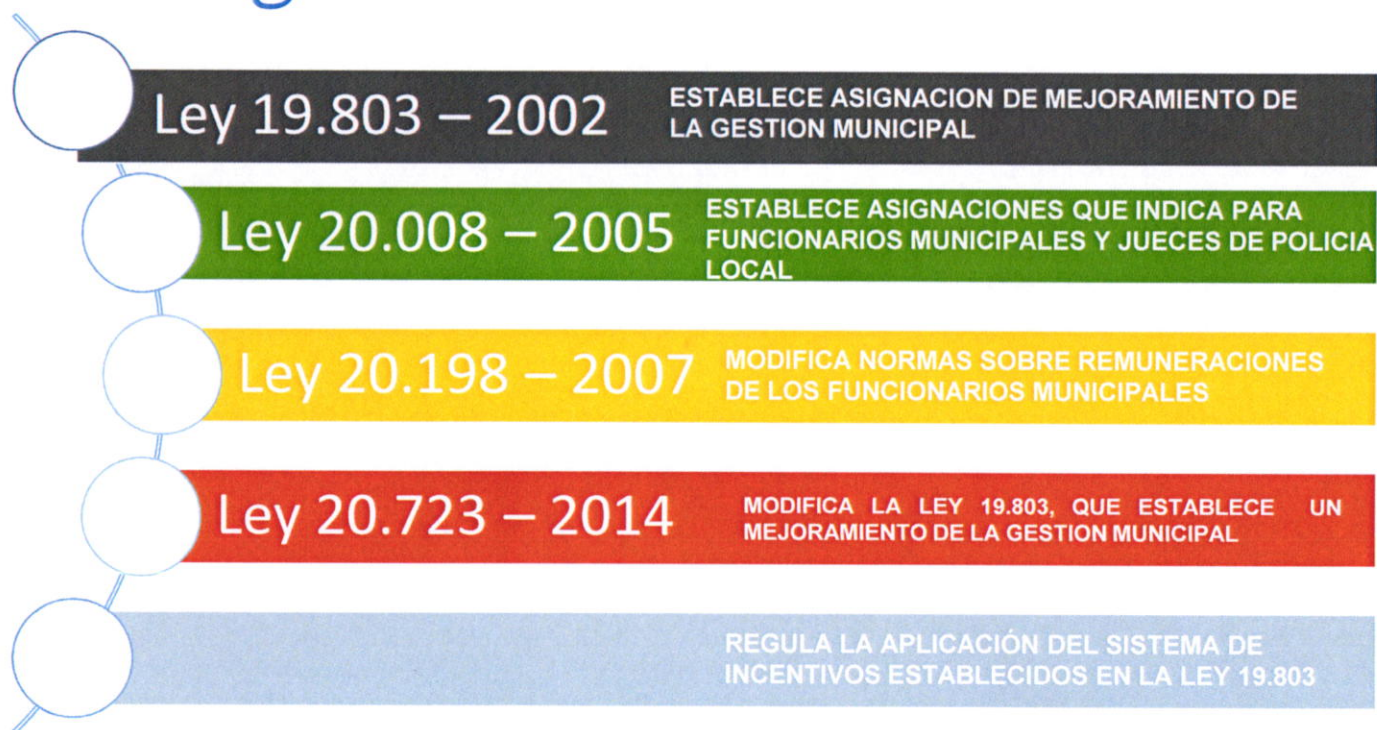 Ley 19.803 – 2002
ESTABLECE ASIGNACION DE MEJORAMIENTO DE
LA GESTION MUNICIPAL
Ley 20.008 – 2005
ESTABLECE ASIGNACIONES QUE INDICA PARA
FUNCIONARIOS MUNICIPALES Y JUECES DE POLICIA
LOCAL
Ley 20.198 – 2007
MODIFICA NORMAS SOBRE REMUNERACIONES
DE LOS FUNCIONARIOS MUNICIPALES
Ley 20.723 – 2014
MODIFICA LA LEY 19.803, QUE ESTABLECE UN
MEJORAMIENTO DE LA GESTION MUNICIPAL
REGULA LA APLICACIÓN DEL SISTEMA DE
INCENTIVOS ESTABLECIDOS EN LA LEY 19.803